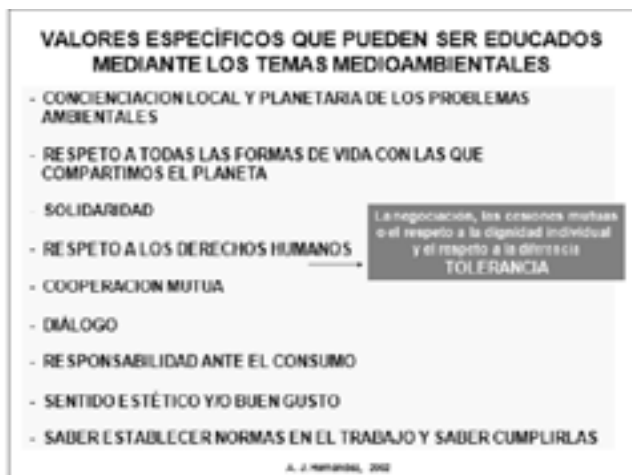 VALORES ESPECÍFICOS QUE PUEDEN SER EDUCADOS
MEDIANTE LOS TEMAS MEDIOAMBIENTALES
- CONCIENCIACION LOCAL Y PLANETARIA DE LOS PROBLEMAS
AMBIENTALES
- RESPETO A TODAS LAS FORMAS DE VIDA CON LAS QUE
COMPARTIMOS EL PLANETA
- SOLIDARIDAD
- RESPETO A LOS DERECHOS HUMANOS
La negociación, las cesiones mutuas
o el respeto a la dignidad individual
y el respeto a la diferencia
TOLERANCIA
- COOPERACION MUTUA
- DIÁLOGO
- RESPONSABILIDAD ANTE EL CONSUMO
- SENTIDO ESTÉTICO Y/O BUEN GUSTO
- SABER ESTABLECER NORMAS EN EL TRABAJO Y SABER CUMPLIRLAS
A. J. Hernández, 2002